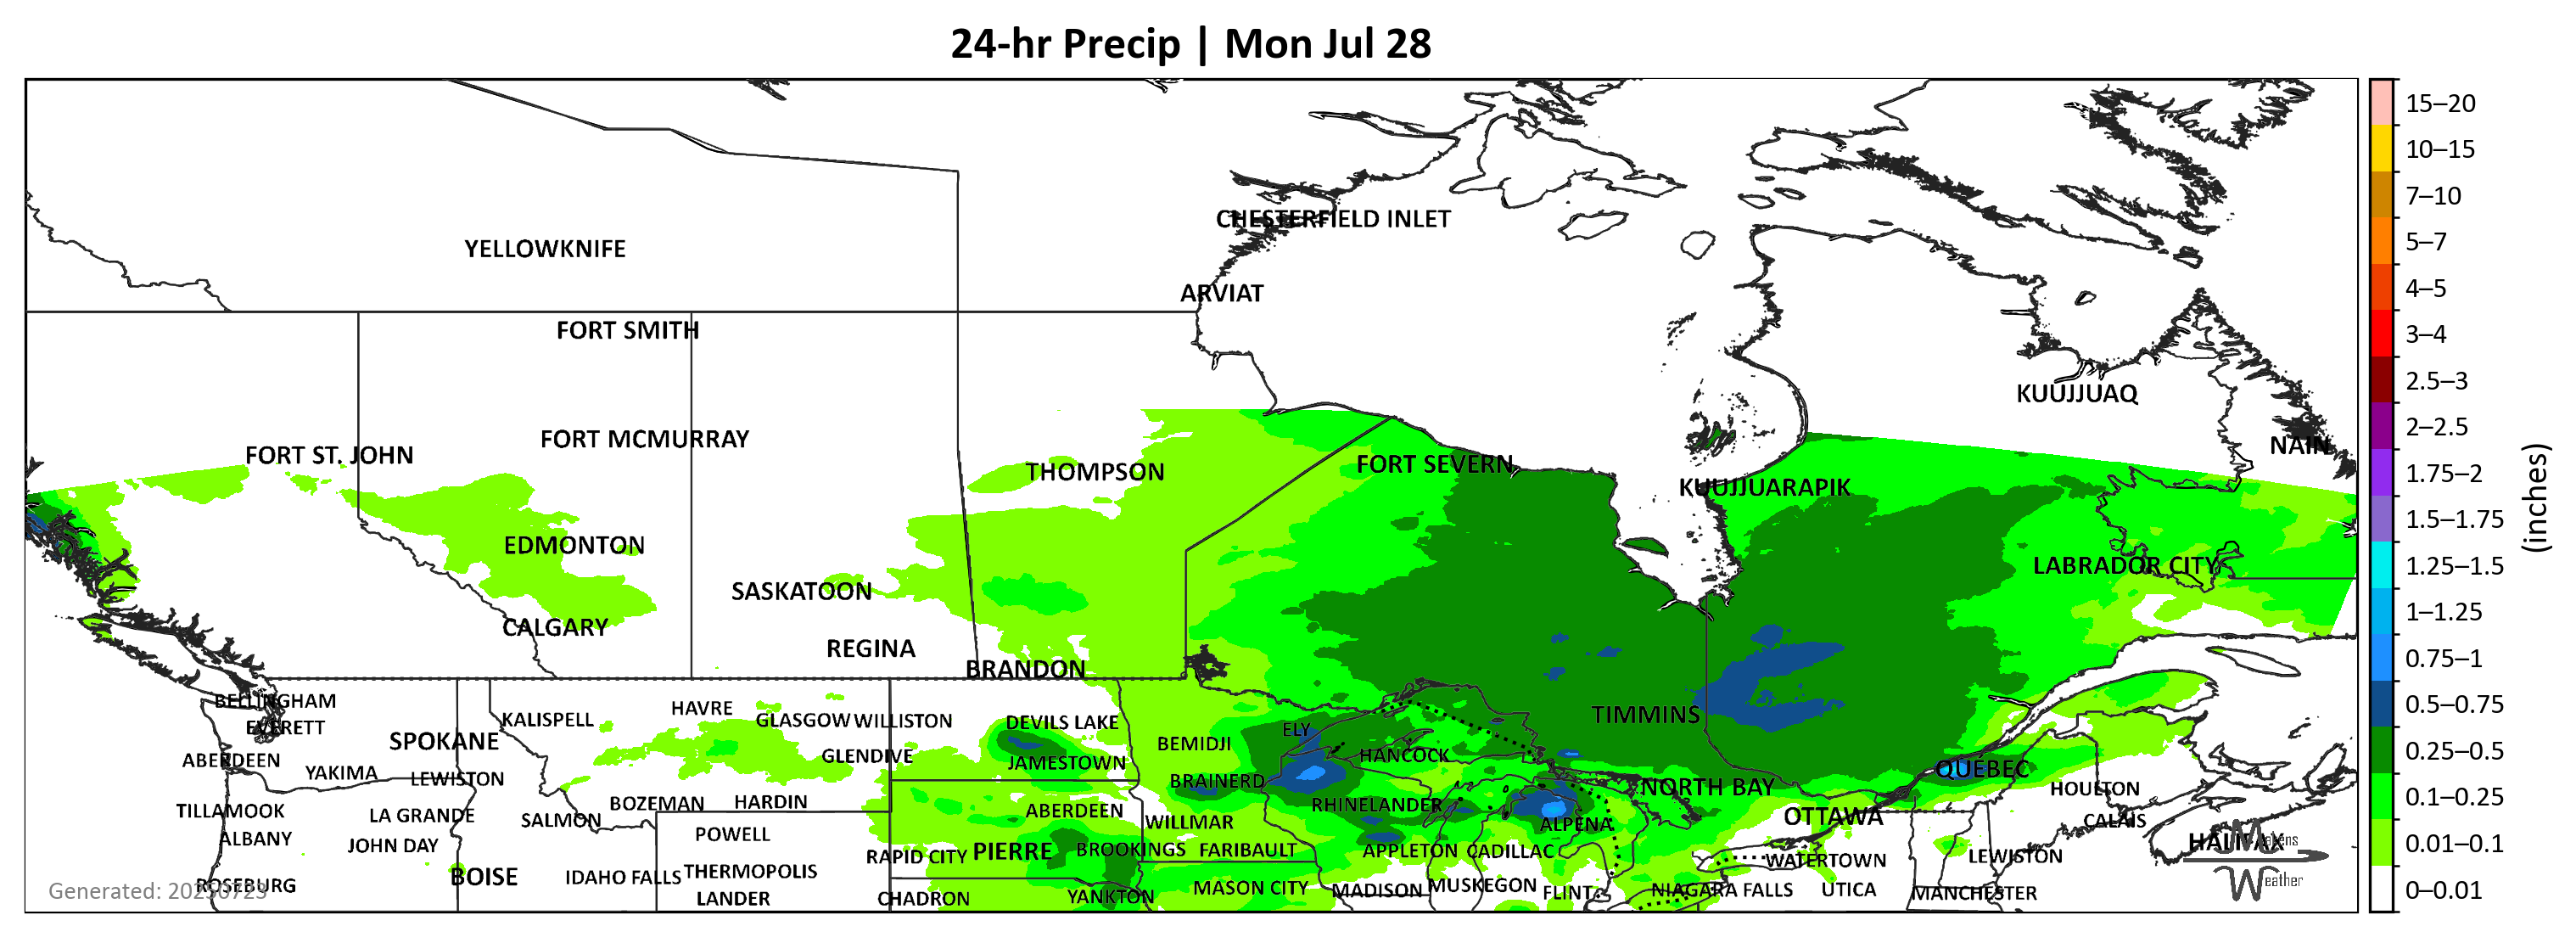 24-hr Precip | Mon Jul 28
15–20
10–15
7–10
5–7
4–5
3–4
2.5–3
2–2.5
1.75–2
1.5–1.75
1.25–1.5
1–1.25
0.75–1
0.5–0.75
0.25–0.5
0.1–0.25
0.01–0.1
0–0.01
(inches)
CHESTERFIELD INLET
YELLOWKNIFE
ARVIAT
FORT SMITH
KUUJJUAQ
FORT MCMURRAY
NAIN
FORT ST. JOHN
THOMPSON
FORT SEVERN
KUUJJUARAPIK
EDMONTON
LABRADOR CITY
SASKATOON
CALGARY
REGINA
BRANDON
BELLINGHAM
HAVRE
KALISPELL
GLASGOW
WILLISTON
DEVILS LAKE
TIMMINS
EVERETT
ELY
SPOKANE
BEMIDJI
HANCOCK
ABERDEEN
GLENDIVE
JAMESTOWN
QUÉBEC
YAKIMA
LEWISTON
BRAINERD
NORTH BAY
HOULTON
TILLAMOOK
LA GRANDE
BOZEMAN
HARDIN
ABERDEEN
RHINELANDER
SALMON
WILLMAR
ALPENA
OTTAWA
CALAIS
ALBANY
JOHN DAY
POWELL
HALIFAX
Makens
Weather
RAPID CITY
PIERRE
BROOKINGS
FARIBAULT
APPLETON
CADILLAC
WATERTOWN
LEWISTON
BOISE
IDAHO FALLS
THERMOPOLIS
ROSEBURG
Generated: 20250723
LANDER
CHADRON
YANKTON
MASON CITY
MADISON
MUSKEGON
FLINT
NIAGARA FALLS
UTICA
MANCHESTER